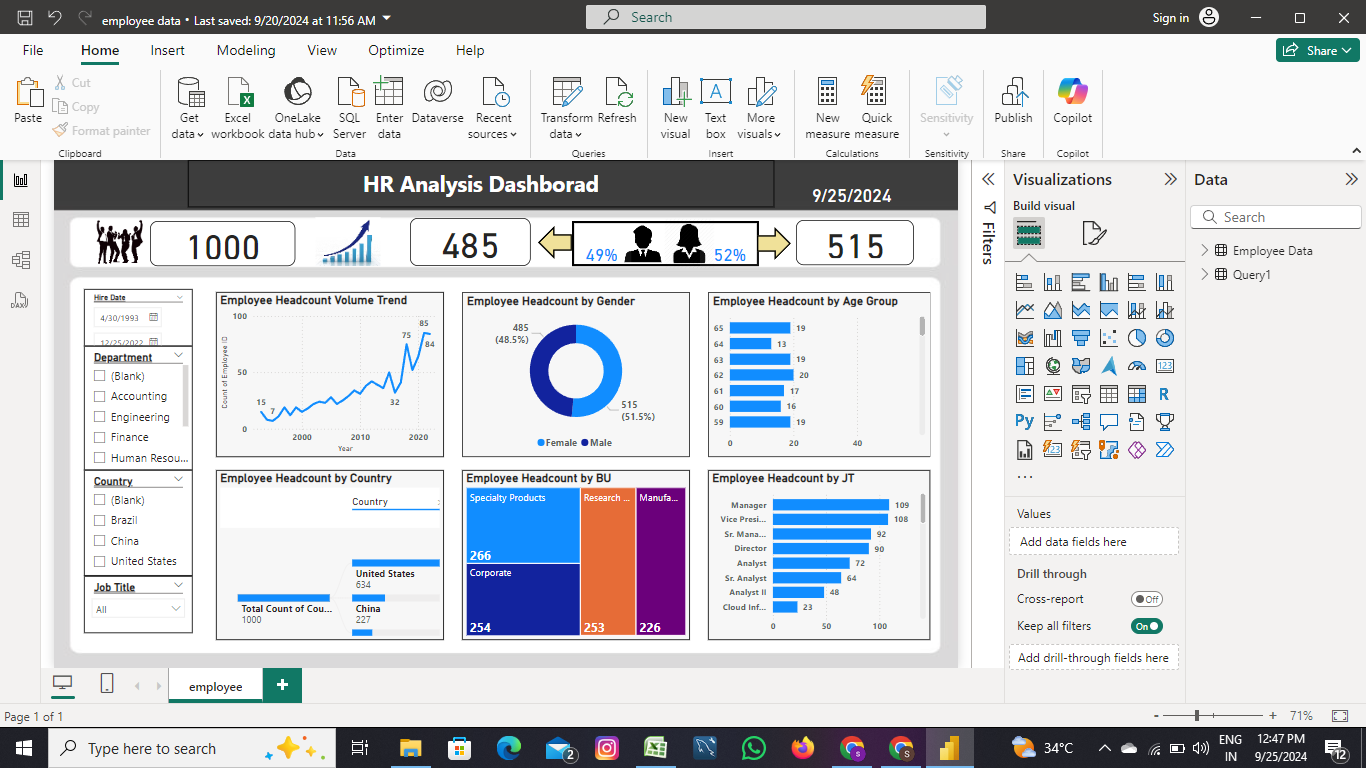 employee data • Last saved: 9/20/2024 at 11:56 AM
Search
Sign in
File Home Insert Modeling View Optimize Help
Share
Paste
Cut
Copy
Format painter
Clipboard
Get data
Excel workbook
OneLake data hub
SQL Server
Enter data
Dataverse
Recent sources
Data
Transform data
Refresh
Queries
New visual
Text box
More visuals
Insert
New measure
Quick measure
Calculations
Sensitivity
Sensitivity
Publish
Share
Copilot
Copilot
HR Analysis Dashborad
9/25/2024
1000
485
49%
52%
515
Hire Date
4/30/1993
12/25/2022
Department
(Blank)
Accounting
Engineering
Finance
Human Resou...
Country
(Blank)
Brazil
China
United States
Job Title
All
Employee Headcount Volume Trend
Count of Employee ID
100
50
0
15
7
32
75
85
84
2000 2010 2020
Year
Employee Headcount by Gender
485
(48.5%)
515
(51.5%)
Female Male
Employee Headcount by Age Group
65 19
64 13
63 19
62 20
61 17
60 16
59 19
0 20 40
Employee Headcount by Country
Country
Total Count of Cou...
1000
United States
634
China
227
Employee Headcount by BU
Specialty Products
266
Corporate
254
Research ...
253
Manufa...
226
Employee Headcount by JT
Manager 109
Vice Presi... 108
Sr. Mana... 92
Director 90
Analyst 72
Sr. Analyst 64
Analyst II 48
Cloud Inf... 23
0 50 100
Filters
Visualizations
Build visual
123
R
Py
123
...
Values
Add data fields here
Drill through
Cross-report
Off
Keep all filters
On
Add drill-through fields here
Data
Search
Employee Data
Query1
employee
+
Page 1 of 1
- + 71%
Type here to search
2
34°C
ENG
IN
12:47 PM
9/25/2024
12